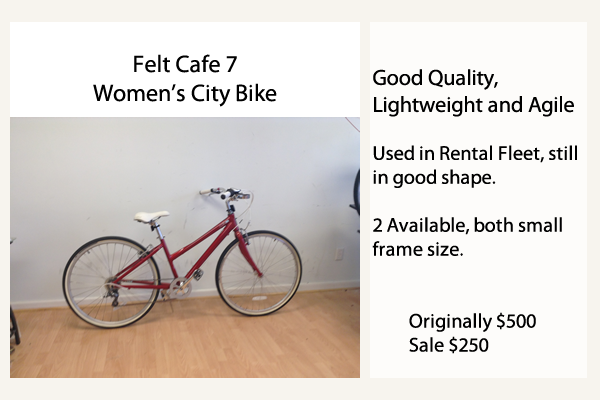 Felt Cafe 7
Women’s City Bike
Good Quality,
Lightweight and Agile
Used in Rental Fleet, still
in good shape.
2 Available, both small
frame size.
Originally $500
Sale $250